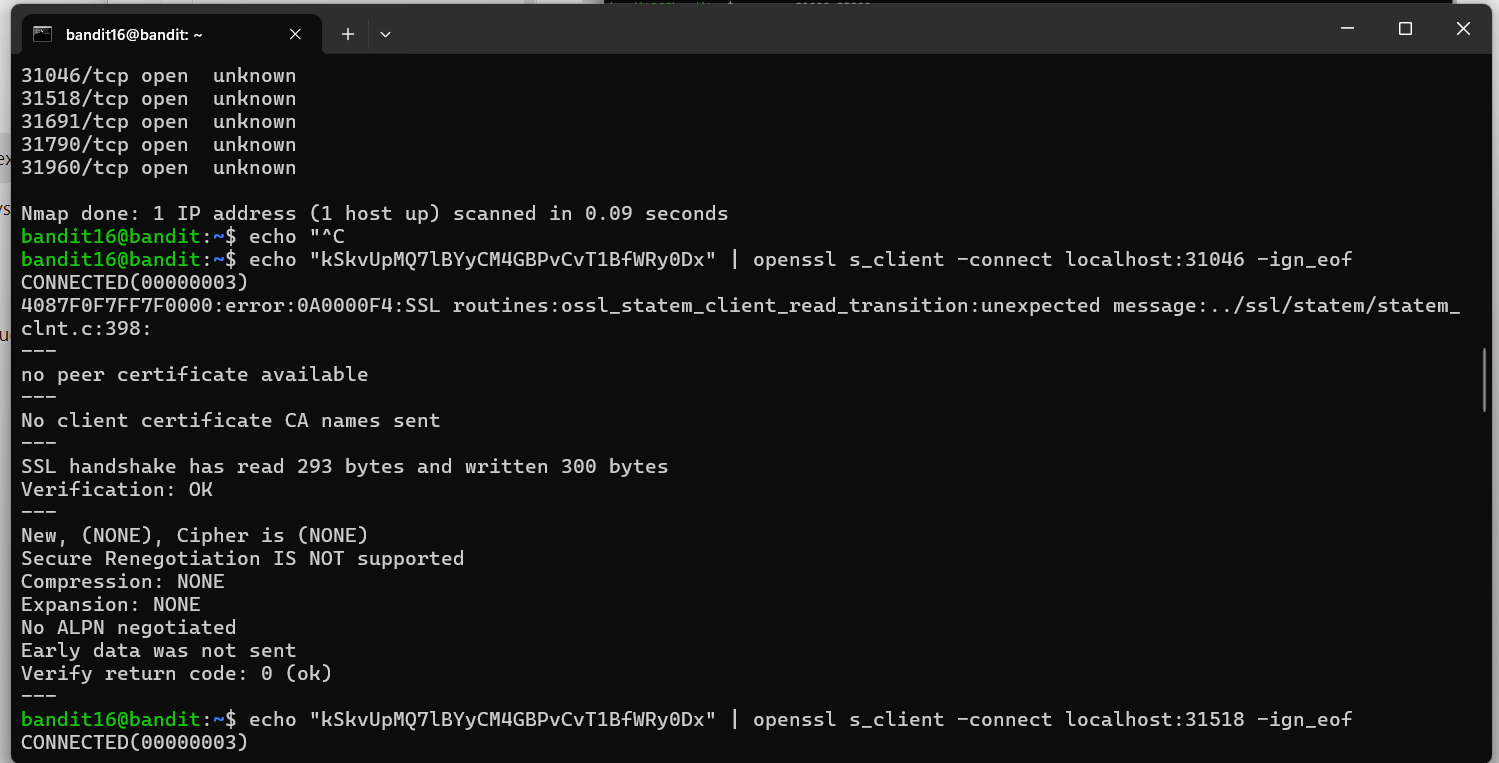 bandit16@bandit: ~
31046/tcp open  unknown
31518/tcp open  unknown
31691/tcp open  unknown
31790/tcp open  unknown
31960/tcp open  unknown
Nmap done: 1 IP address (1 host up) scanned in 0.09 seconds
bandit16@bandit:~$ echo "^C
bandit16@bandit:~$ echo "kSkvUpMQ7lBYyCM4GBPvCvT1BfWRy0Dx" | openssl s_client -connect localhost:31046 -ign_eof
CONNECTED(00000003)
4087F0F7FF7F0000:error:0A0000F4:SSL routines:ossl_statem_client_read_transition:unexpected message:../ssl/statem/statem_
clnt.c:398:
---
no peer certificate available
---
No client certificate CA names sent
---
SSL handshake has read 293 bytes and written 300 bytes
Verification: OK
---
New, (NONE), Cipher is (NONE)
Secure Renegotiation IS NOT supported
Compression: NONE
Expansion: NONE
No ALPN negotiated
Early data was not sent
Verify return code: 0 (ok)
---
bandit16@bandit:~$ echo "kSkvUpMQ7lBYyCM4GBPvCvT1BfWRy0Dx" | openssl s_client -connect localhost:31518 -ign_eof
CONNECTED(00000003)